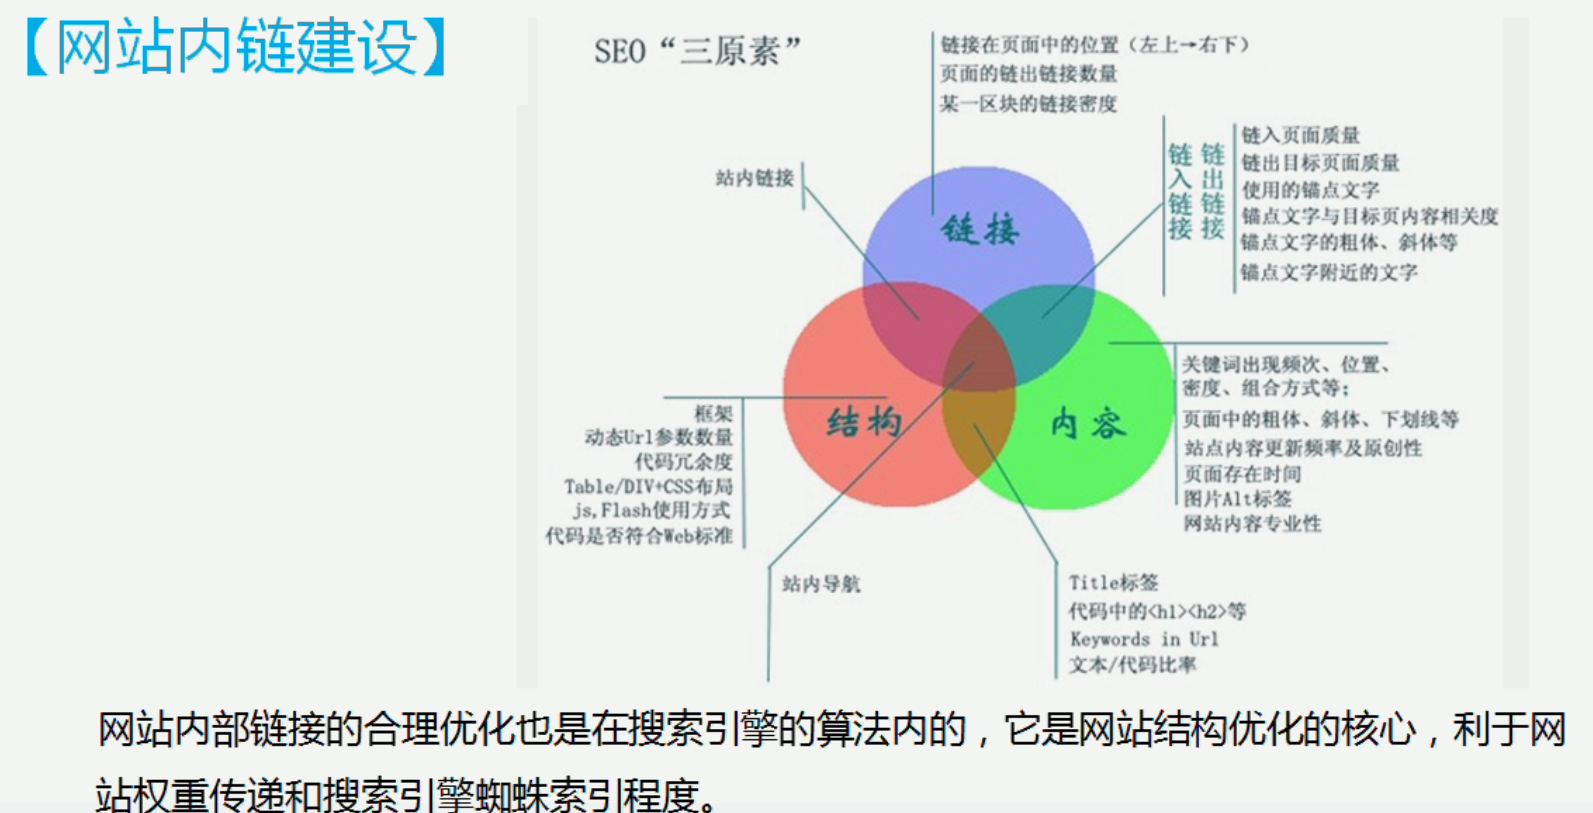 【网站内链建设】
SEO“三原素”
链接在页面中的位置（左上→右下）
页面的链出链接数量
某一区块的链接密度
站内链接
链入链接
链出链接
链入页面质量
链出目标页面质量
使用的锚点文字
锚点文字与目标页内容相关度
锚点文字的粗体、斜体等
锚点文字附近的文字
链接
结构
内容
关键词出现频次、位置、
密度、组合方式等；
页面中的粗体、斜体、下划线等
站点内容更新频率及原创性
页面存在时间
图片Alt标签
网站内容专业性
框架
动态Url参数数量
代码冗余度
Table/DIV+CSS布局
js,Flash使用方式
代码是否符合Web标准
站内导航
Title标签
代码中的<h1><h2>等
Keywords in Url
文本/代码比率
网站内部链接的合理优化也是在搜索引擎的算法内的，它是网站结构优化的核心，利于网
站权重传递和搜索引擎蜘蛛索引程度。